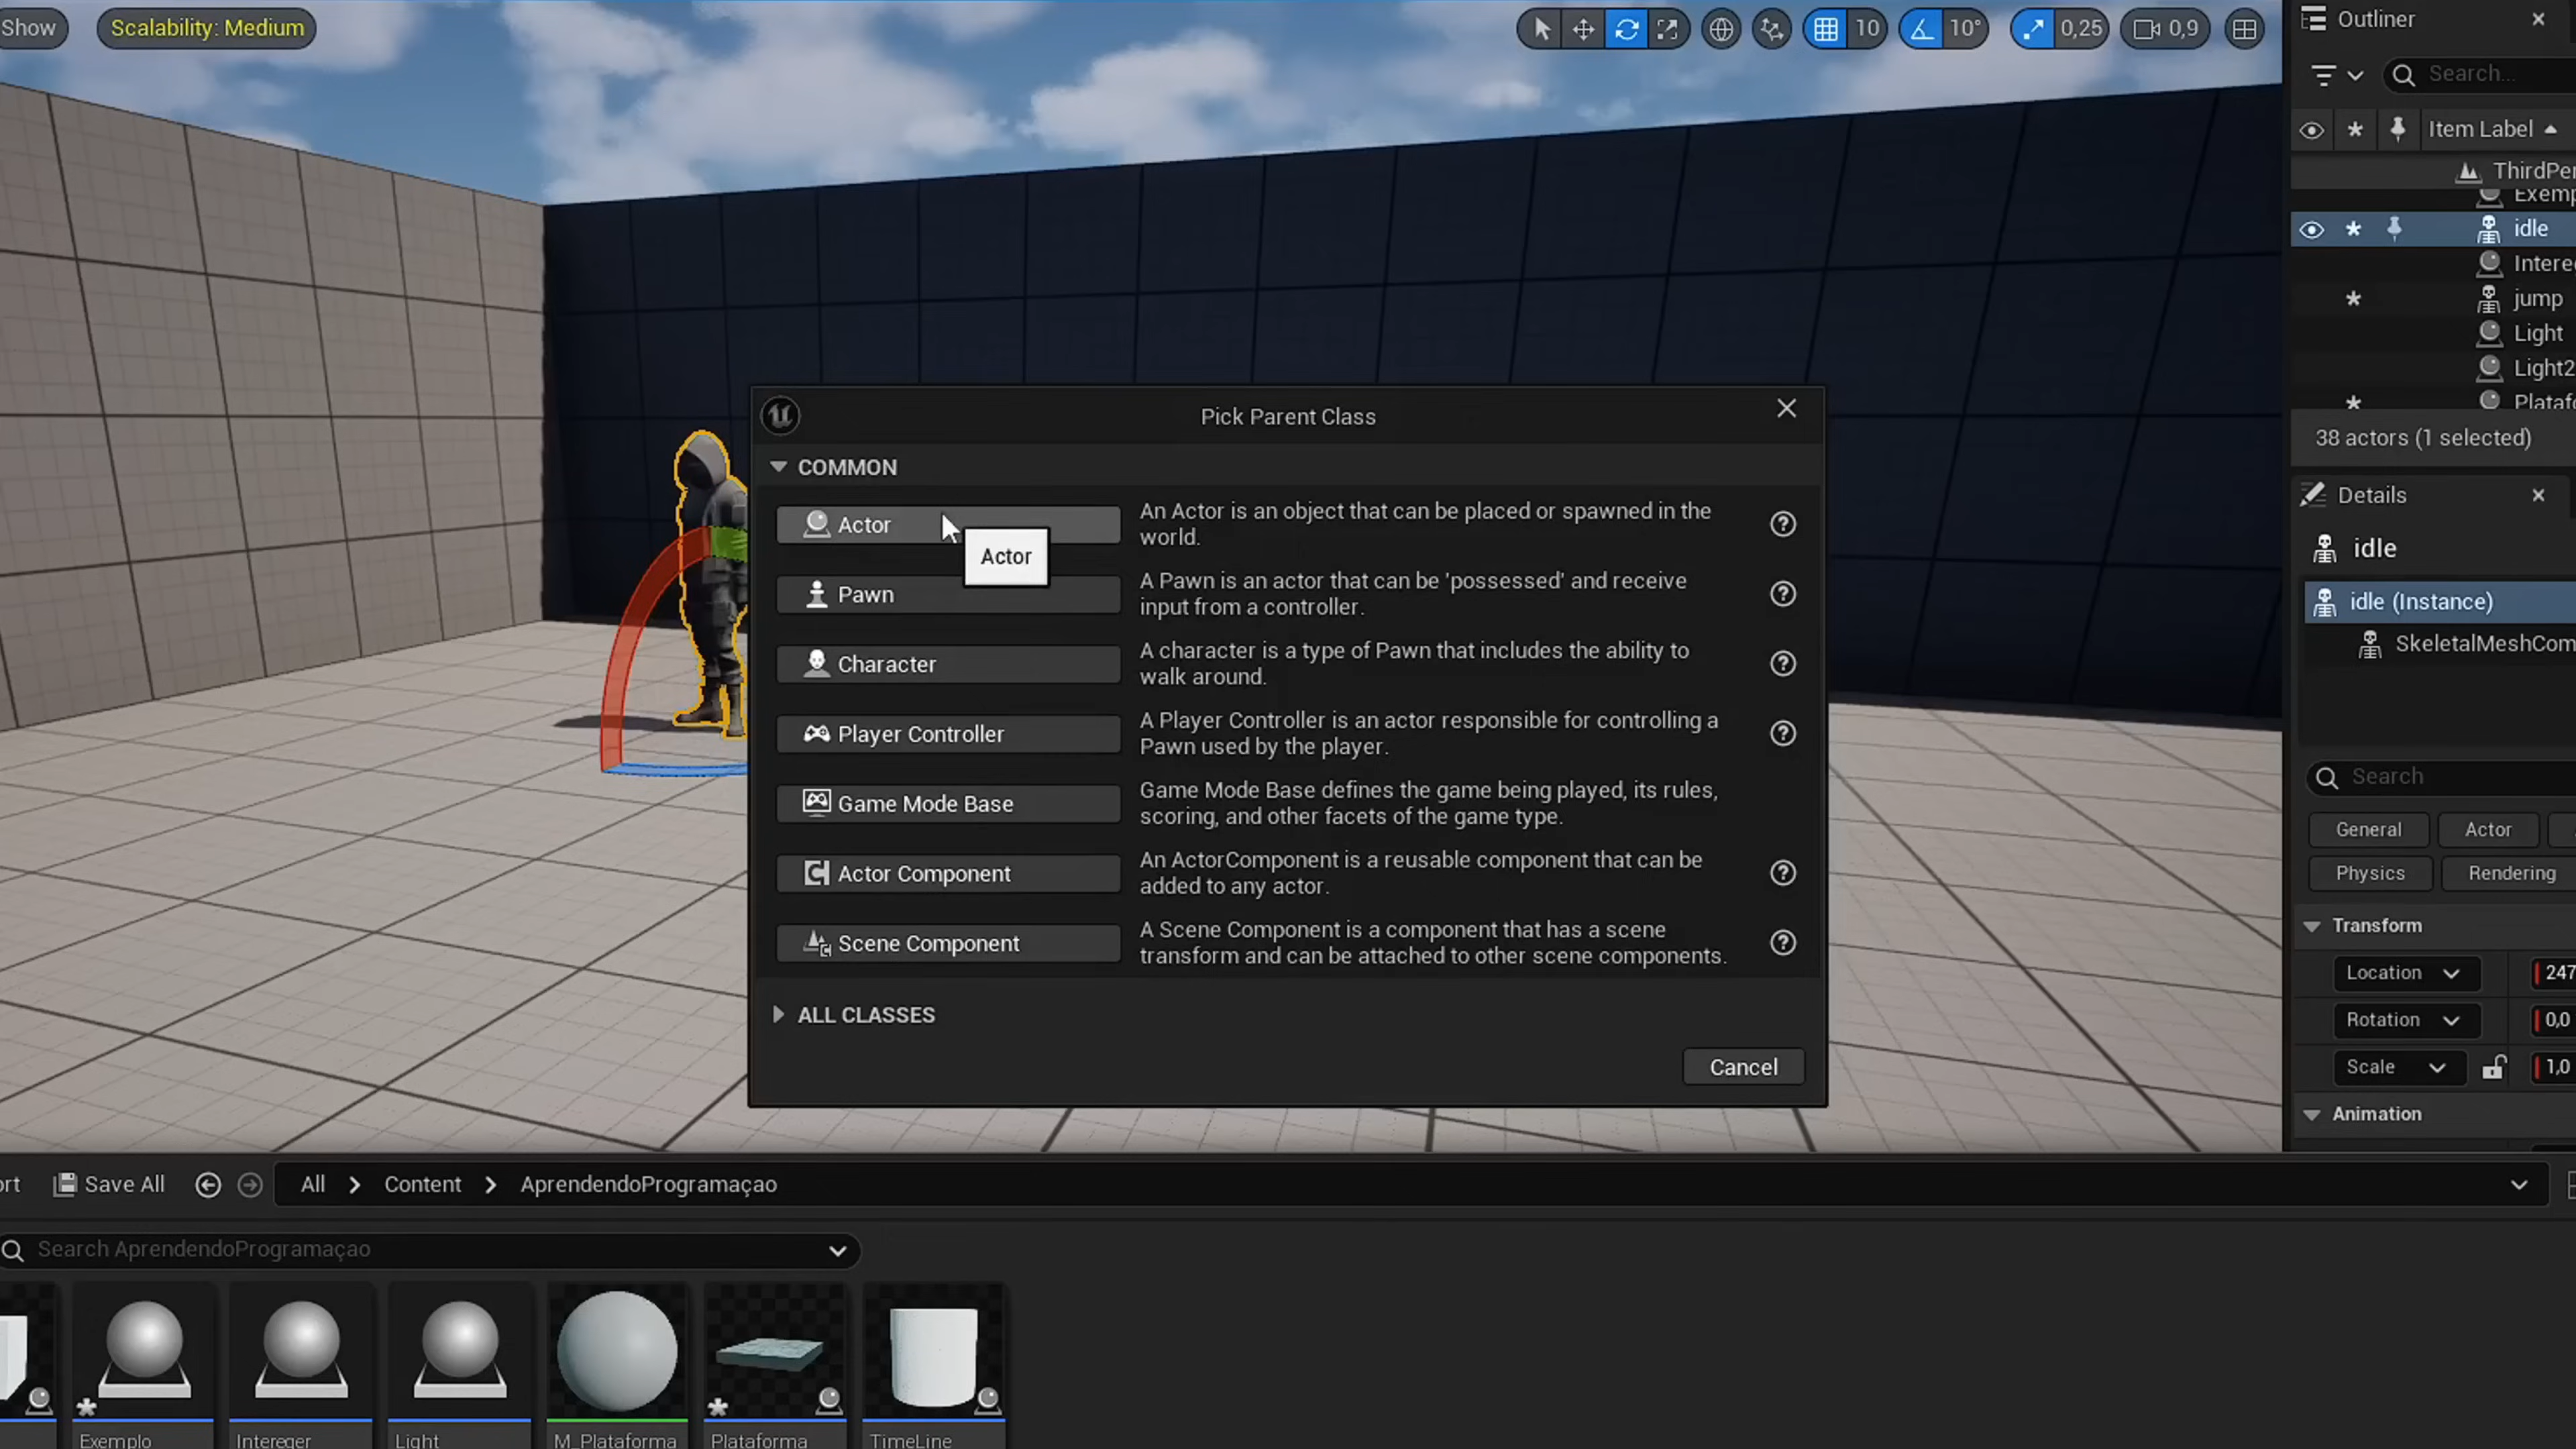 Show
Scalability: Medium
10
10°
0,25
0,9
Outliner
Search...
Item Label
idle
jump
Light
Light2
38 actors (1 selected)
Details
idle
idle (Instance)
Search
General
Actor
Physics
Rendering
Transform
Location
247
Rotation
0,0
Scale
1,0
Animation
Pick Parent Class
COMMON
Actor
An Actor is an object that can be placed or spawned in the
world.
Actor
Pawn
A Pawn is an actor that can be 'possessed' and receive
input from a controller.
Character
A character is a type of Pawn that includes the ability to
walk around.
Player Controller
A Player Controller is an actor responsible for controlling a
Pawn used by the player.
Game Mode Base
Game Mode Base defines the game being played, its rules,
scoring, and other facets of the game type.
Actor Component
An ActorComponent is a reusable component that can be
added to any actor.
Scene Component
A Scene Component is a component that has a scene
transform and can be attached to other scene components.
ALL CLASSES
Cancel
Save All
All > Content > AprendendoProgramaçao
Search AprendendoProgramaçao
Exemplo
Intereger
Light
M_Plataforma
Plataforma
TimeLine